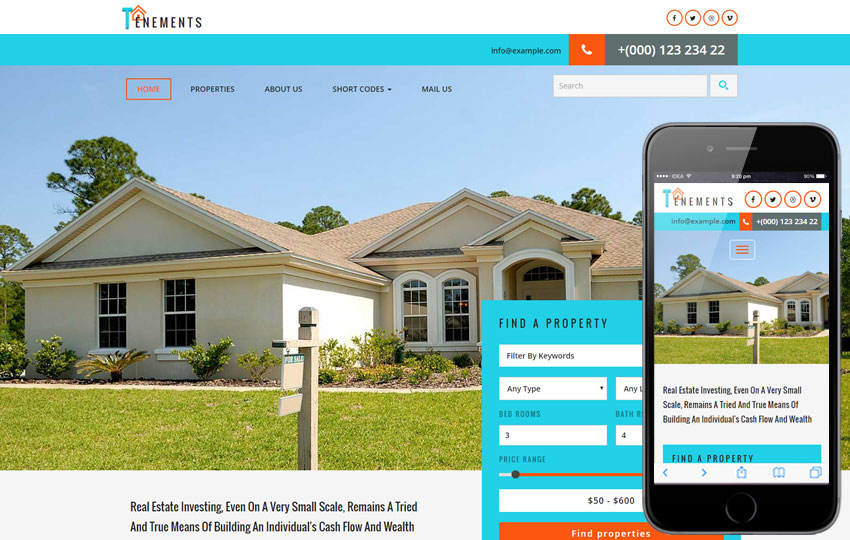 TENEMENTS
info@example.com
+(000) 123 234 22
HOME PROPERTIES ABOUT US SHORT CODES MAIL US
Search
FOR SALE
FIND A PROPERTY
Filter By Keywords
Any Type
Any L
BED ROOMS
BATH R
3
4
PRICE RANGE
$50 - $600
Find properties
Real Estate Investing, Even On A Very Small Scale, Remains A Tried
And True Means Of Building An Individual's Cash Flow And Wealth
IDEA 9:20 pm 90%
TENEMENTS
info@example.com
+(000) 123 234 22
Real Estate Investing, Even On A Very Small
Scale, Remains A Tried And True Means Of
Building An Individual's Cash Flow And Wealth
FIND A PROPERTY